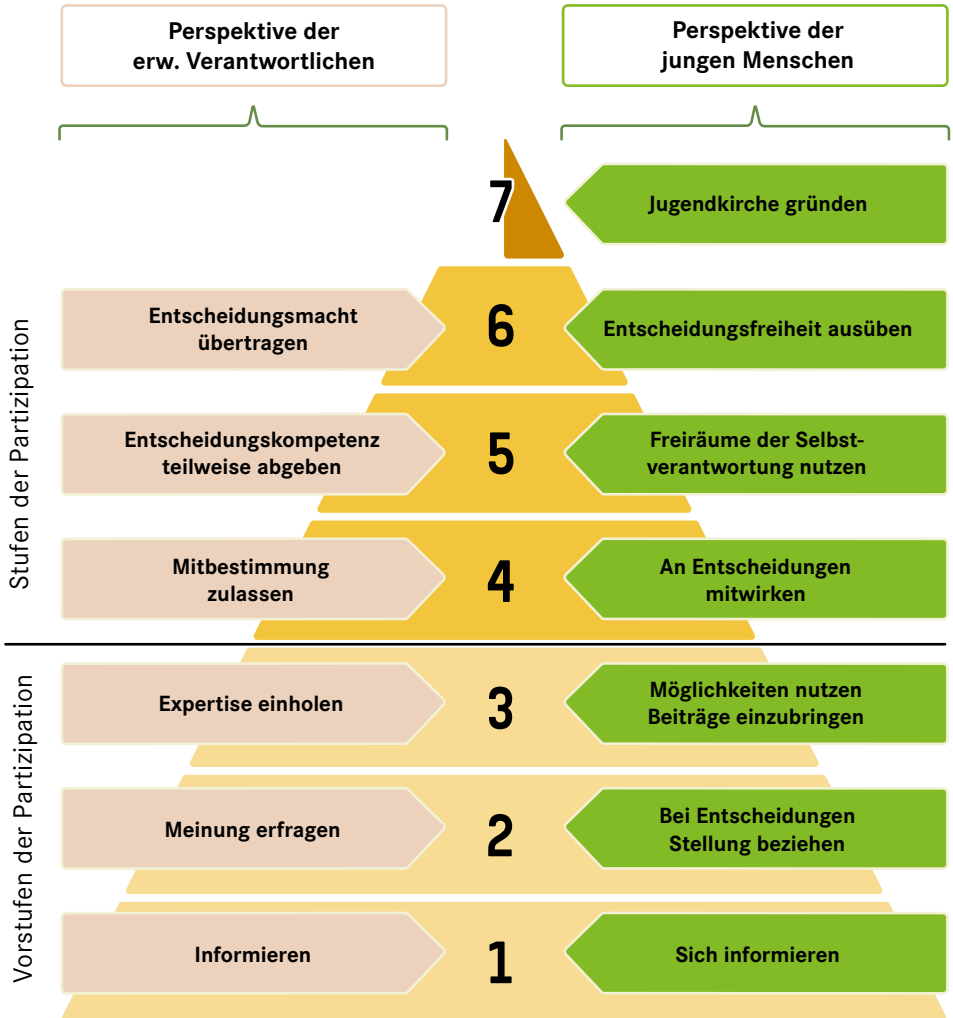 Perspektive der
erw. Verantwortlichen
Perspektive der
jungen Menschen
7
Jugendkirche gründen
Stufen der Partizipation
Entscheidungsmacht
übertragen
6
Entscheidungsfreiheit ausüben
Entscheidungskompetenz
teilweise abgeben
5
Freiräume der Selbst-
verantwortung nutzen
Mitbestimmung
zulassen
4
An Entscheidungen
mitwirken
Vorstufen der Partizipation
Expertise einholen
3
Möglichkeiten nutzen
Beiträge einzubringen
Meinung erfragen
2
Bei Entscheidungen
Stellung beziehen
Informieren
1
Sich informieren